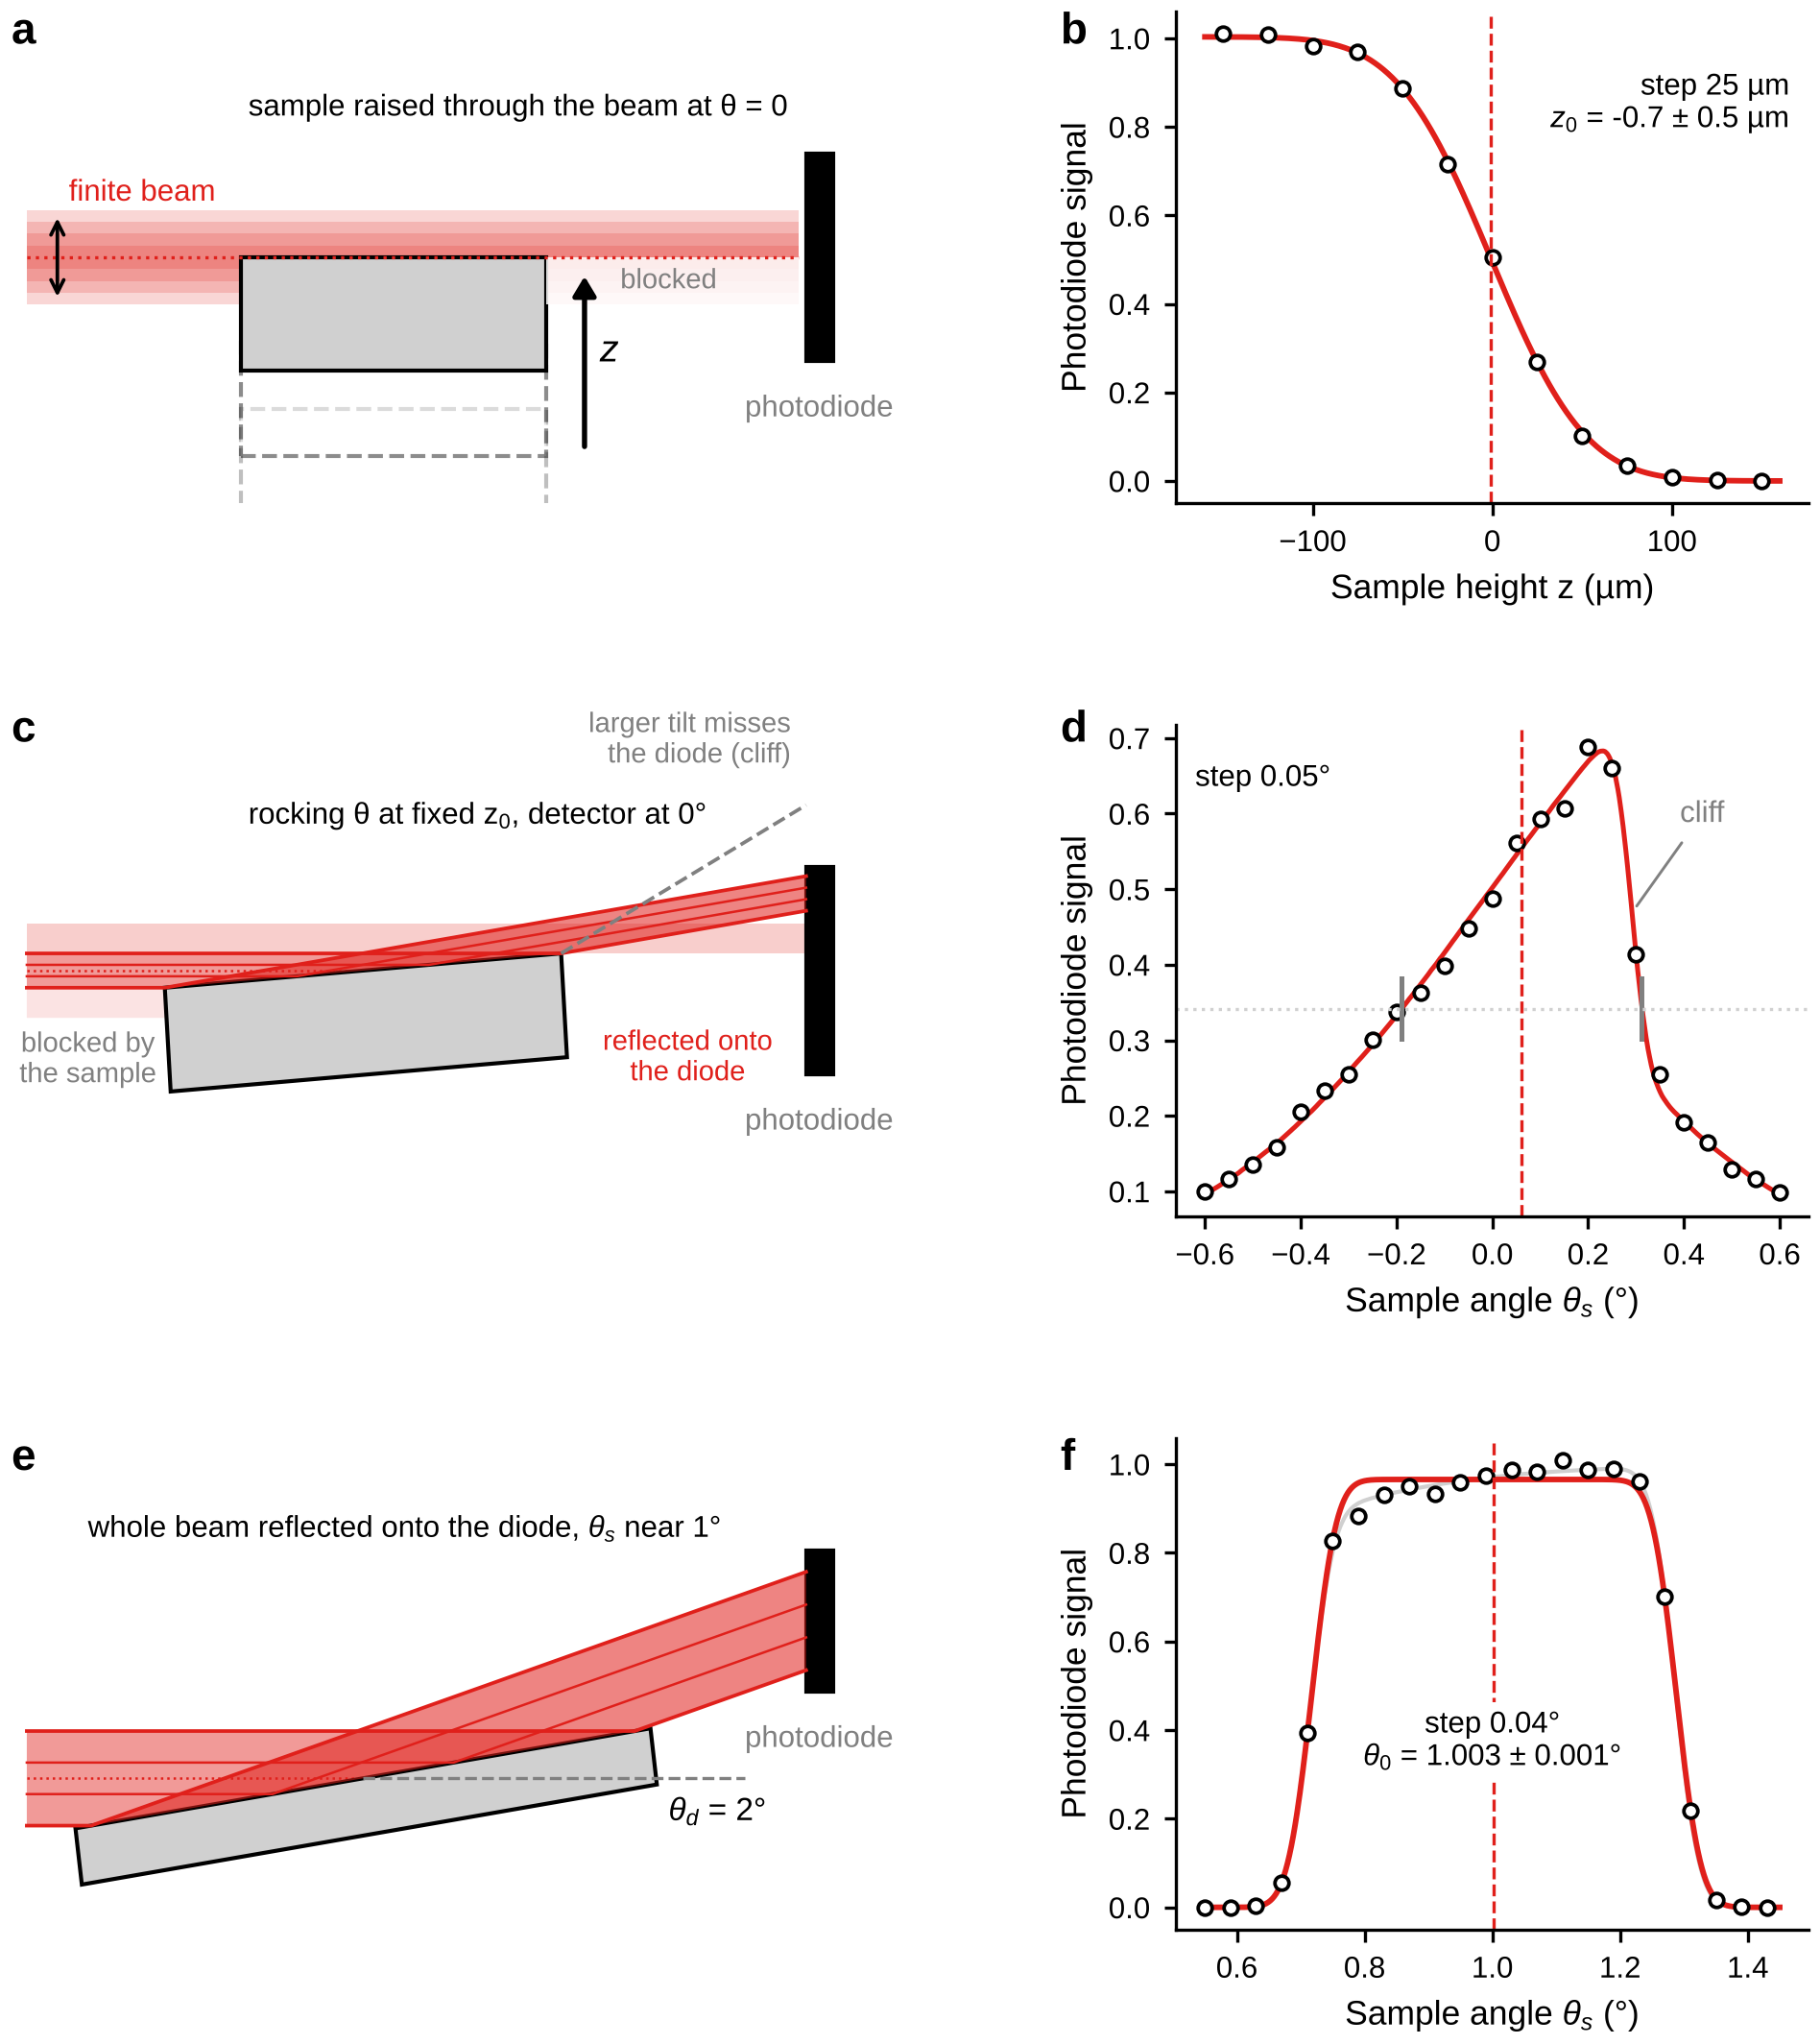 a
sample raised through the beam at θ = 0
finite beam
blocked
z
photodiode
b
step 25 µm
z0 = -0.7 ± 0.5 µm
Photodiode signal
1.0
0.8
0.6
0.4
0.2
0.0
−100
0
100
Sample height z (µm)
c
larger tilt misses
the diode (cliff)
rocking θ at fixed z0, detector at 0°
blocked by
the sample
reflected onto
the diode
photodiode
d
step 0.05°
cliff
Photodiode signal
0.7
0.6
0.5
0.4
0.3
0.2
0.1
−0.6
−0.4
−0.2
0.0
0.2
0.4
0.6
Sample angle θs (°)
e
whole beam reflected onto the diode, θs near 1°
photodiode
θd = 2°
f
step 0.04°
θ0 = 1.003 ± 0.001°
Photodiode signal
1.0
0.8
0.6
0.4
0.2
0.0
0.6
0.8
1.0
1.2
1.4
Sample angle θs (°)